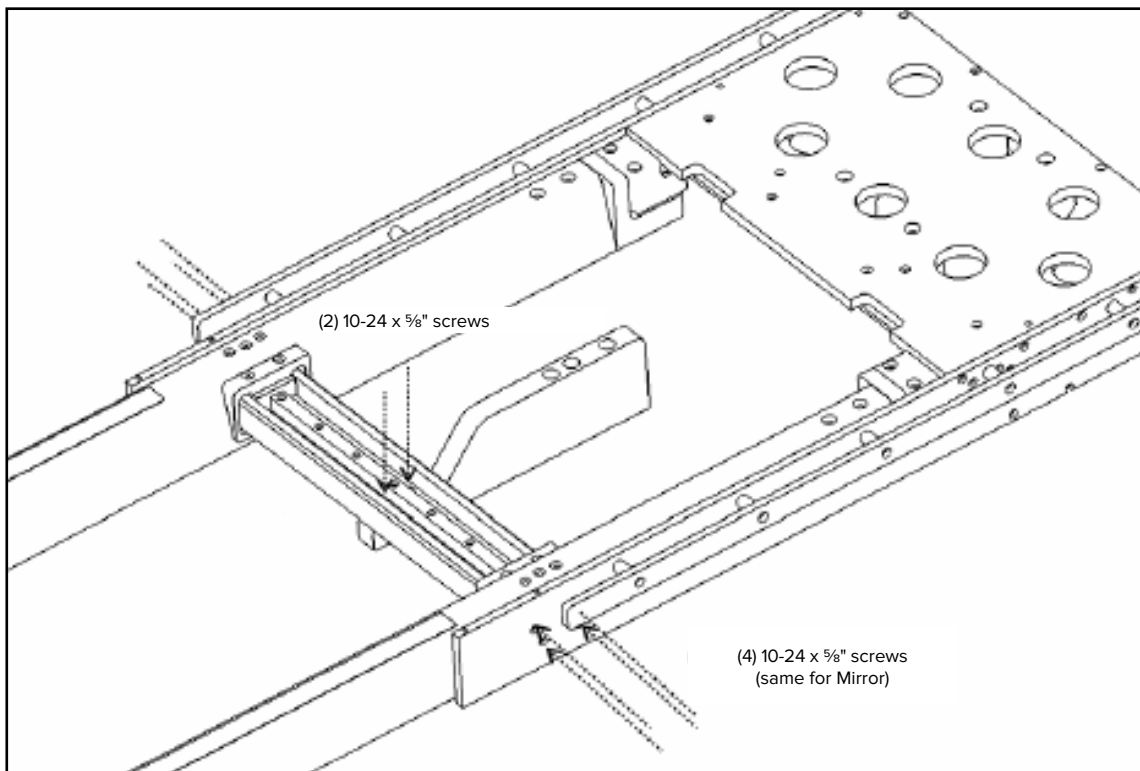 (2) 10-24 x ⅝" screws
(4) 10-24 x ⅝" screws
(same for Mirror)